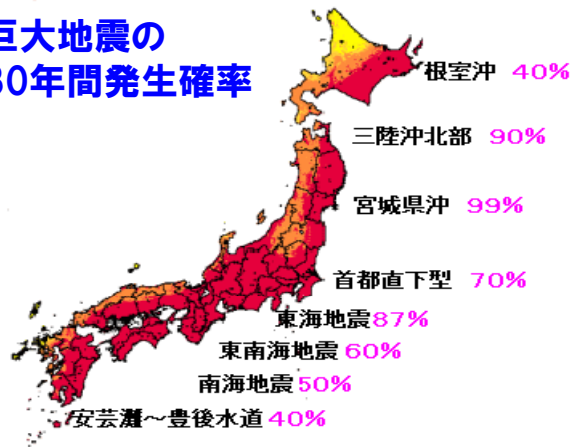 巨大地震の
30年間発生確率
根室沖 40%
三陸沖北部 90%
宮城県沖 99%
首都直下型 70%
東海地震87%
東南海地震 60%
南海地震50%
安芸灘～豊後水道40%